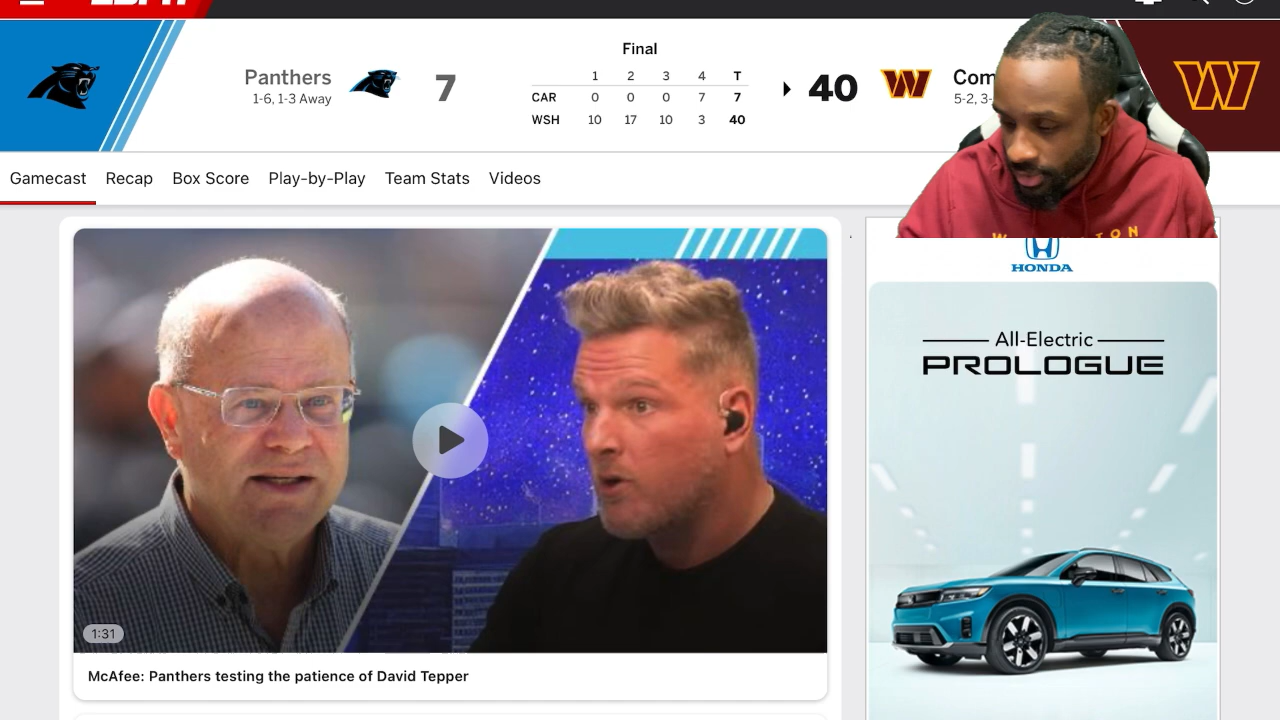 ESPN
Final
Panthers
1-6, 1-3 Away
7
1 2 3 4 T
CAR 0 0 0 7 7
WSH 10 17 10 3 40
40
W
Com
5-2, 3-
W
Gamecast Recap Box Score Play-by-Play Team Stats Videos
HONDA
All-Electric
PROLOGUE
1:31
McAfee: Panthers testing the patience of David Tepper